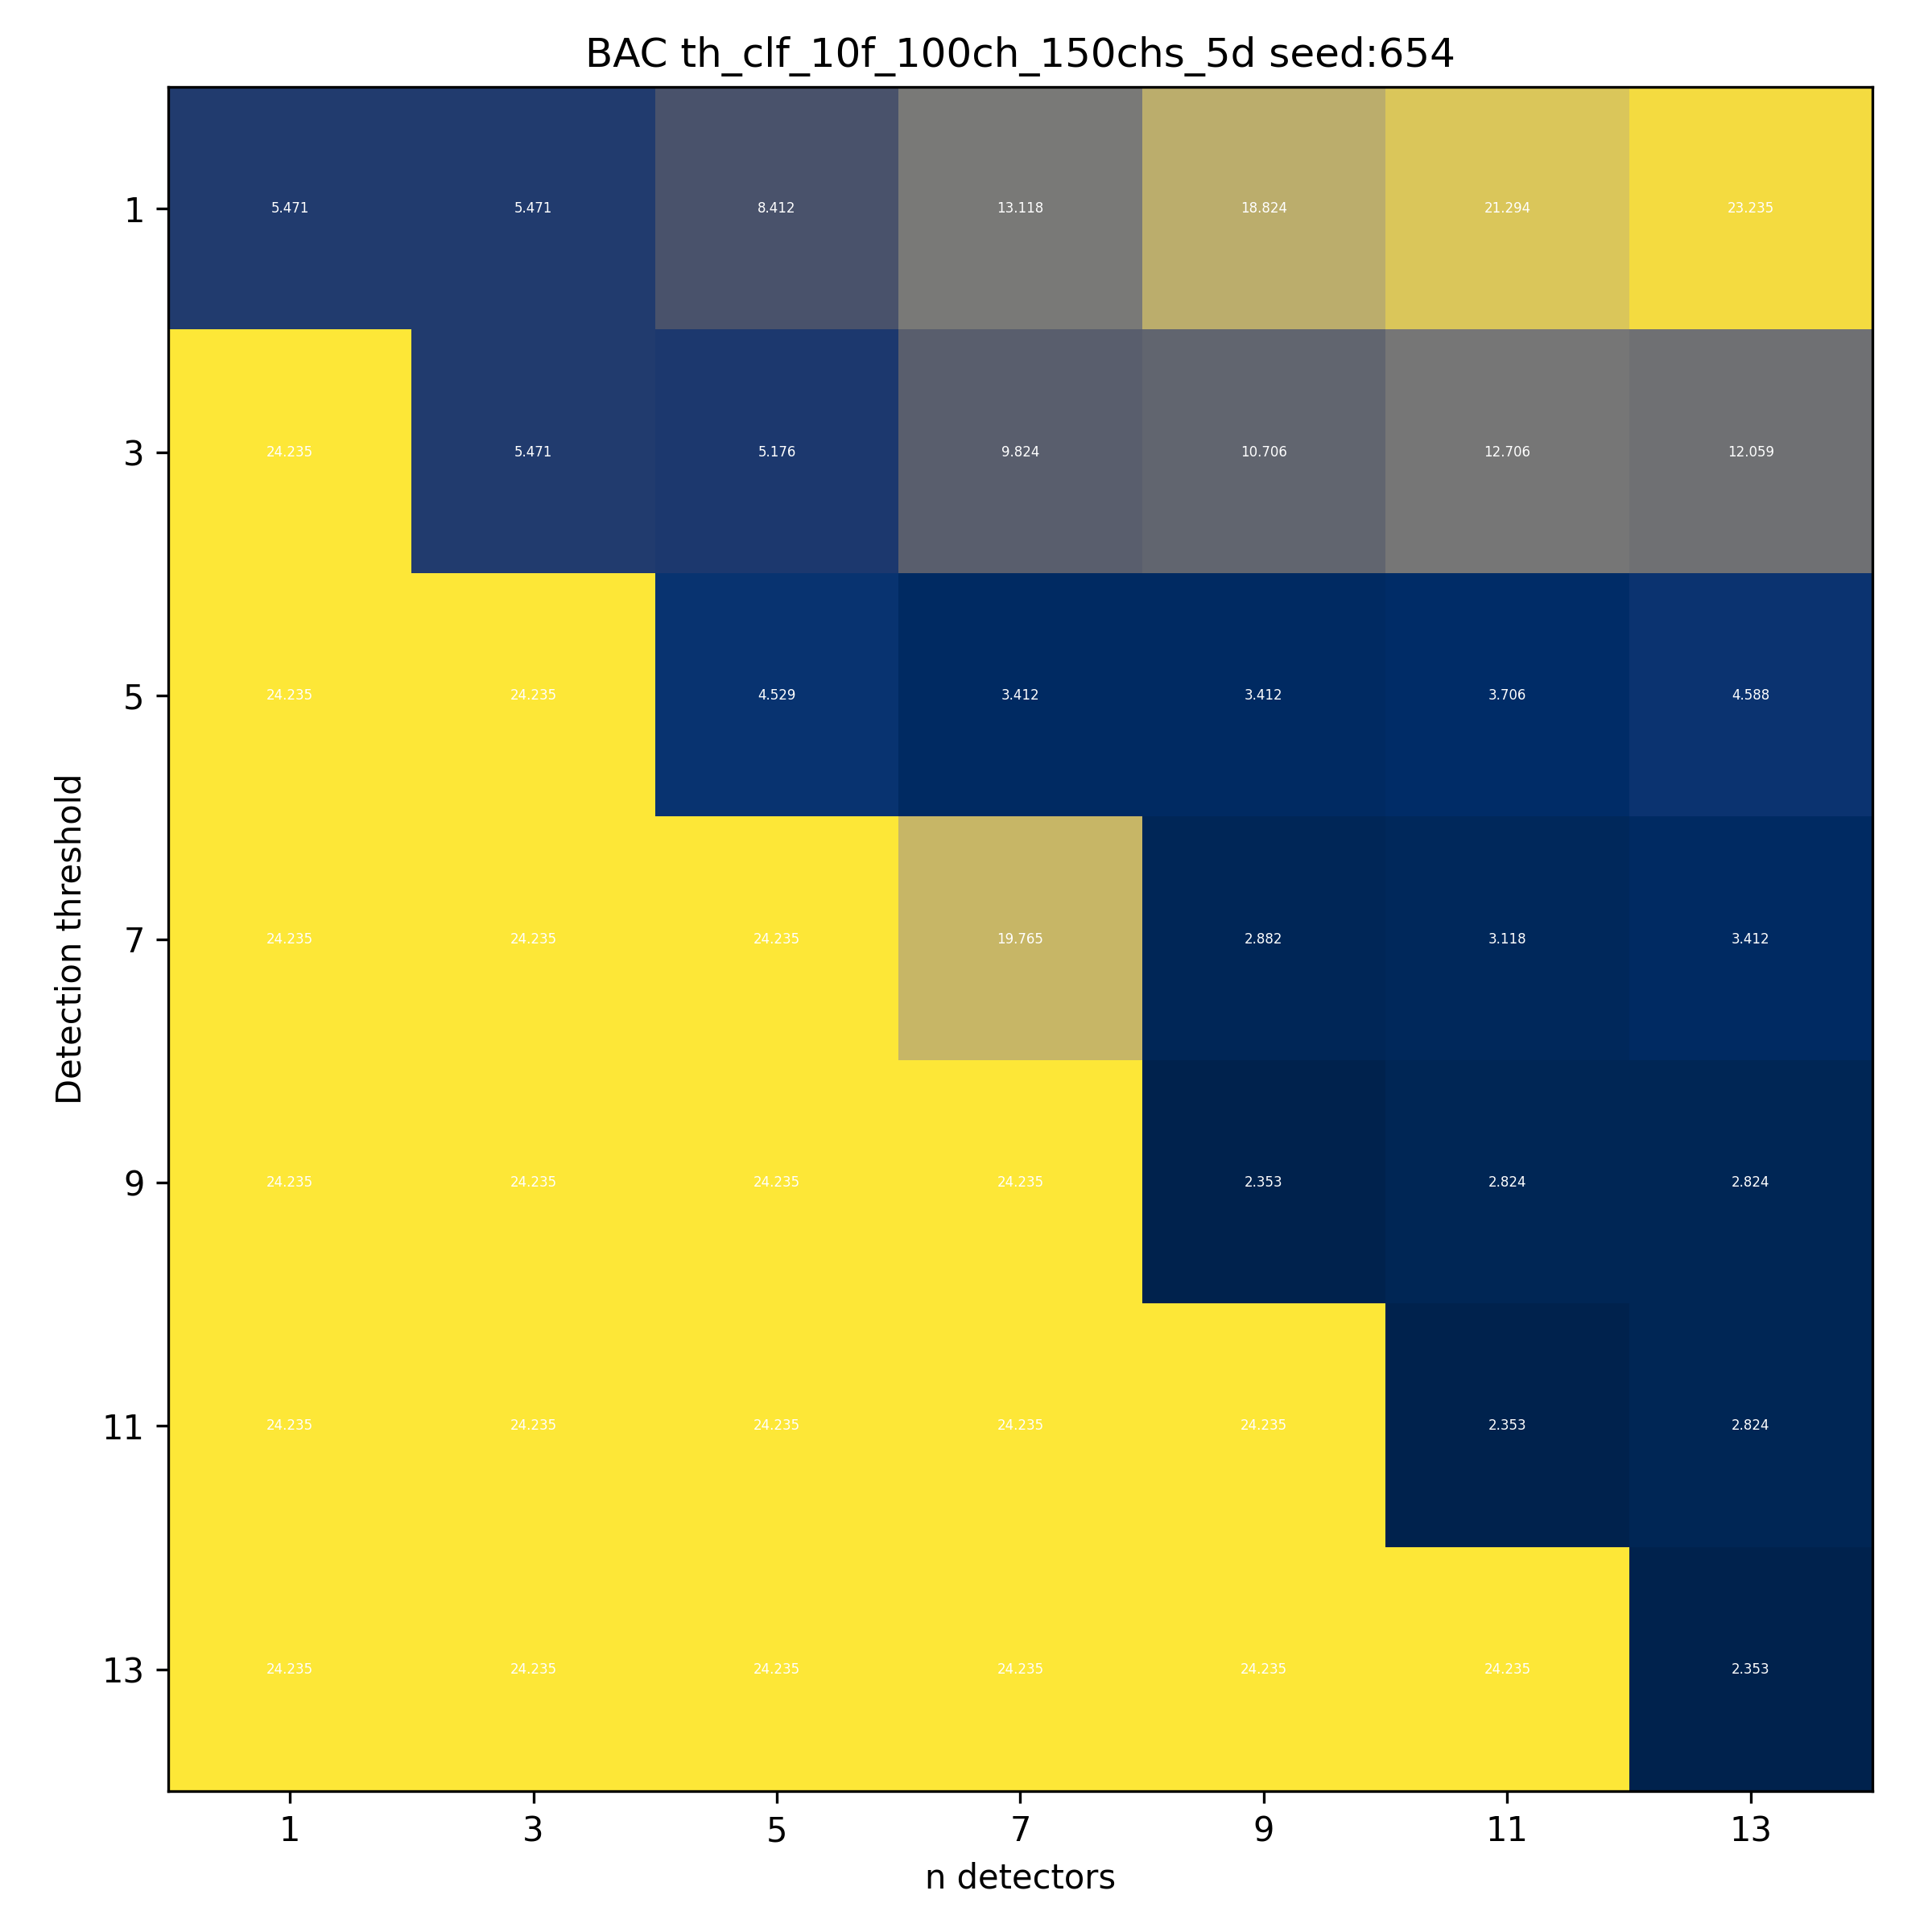 BAC th_clf_10f_100ch_150chs_5d seed:654
1 5.471 5.471 8.412 13.118 18.824 21.294 23.235
3 24.235 5.471 5.176 9.824 10.706 12.706 12.059
5 24.235 24.235 4.529 3.412 3.412 3.706 4.588
7 24.235 24.235 24.235 19.765 2.882 3.118 3.412
9 24.235 24.235 24.235 24.235 2.353 2.824 2.824
11 24.235 24.235 24.235 24.235 24.235 2.353 2.824
13 24.235 24.235 24.235 24.235 24.235 24.235 2.353
Detection threshold
1 3 5 7 9 11 13
n detectors